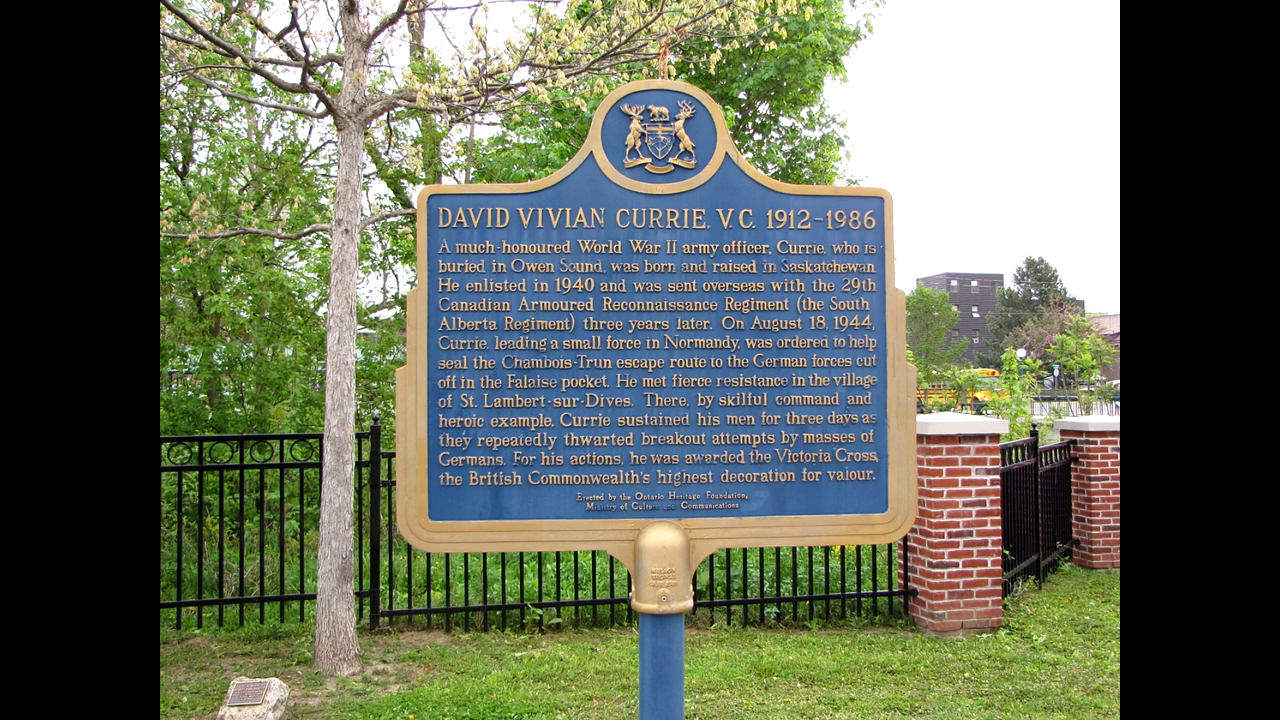 DAVID VIVIAN CURRIE, V.C. 1912-1986
A much-honoured World War II army officer, Currie, who is
buried in Owen Sound, was born and raised in Saskatchewan.
He enlisted in 1940 and was sent overseas with the 29th
Canadian Armoured Reconnaissance Regiment (the South
Alberta Regiment) three years later. On August 18, 1944,
Currie, leading a small force in Normandy, was ordered to help
seal the Chambois-Trun escape route to the German forces cut
off in the Falaise pocket. He met fierce resistance in the village
of St. Lambert-sur-Dives. There, by skilful command and
heroic example, Currie sustained his men for three days as
they repeatedly thwarted breakout attempts by masses of
Germans. For his actions, he was awarded the Victoria Cross,
the British Commonwealth's highest decoration for valour.
Erected by the Ontario Heritage Foundation,
Ministry of Culture and Communications